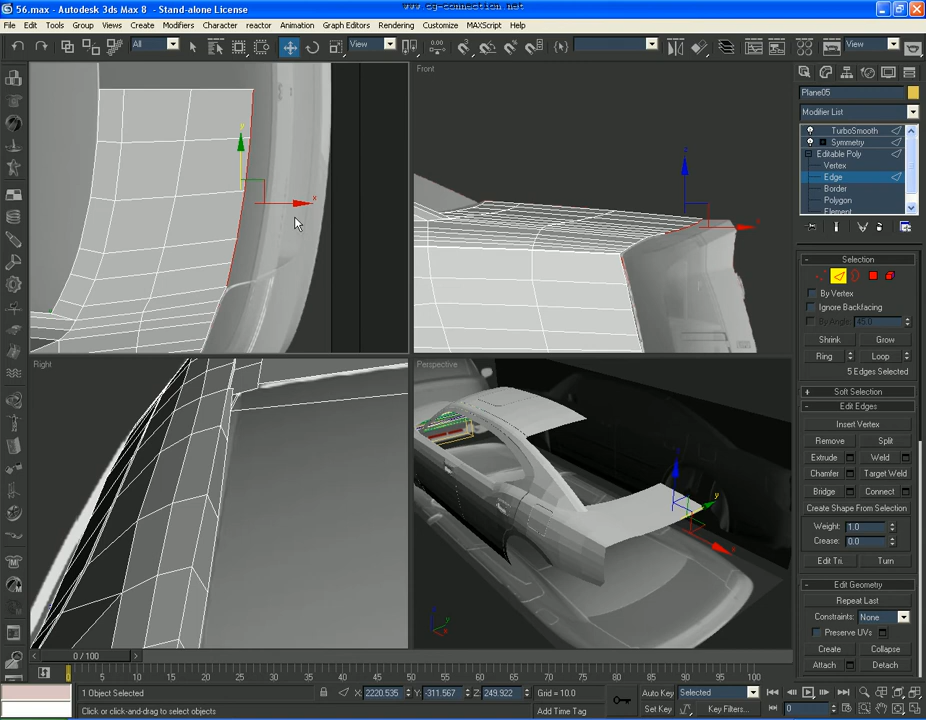 56.max - Autodesk 3ds Max 8 - Stand-alone License
www.cg-connection.net
File Edit Tools Group Views Create Modifiers Character reactor Animation Graph Editors Rendering Customize MAXScript Help
All View View
Front
Right
Perspective
y
x
z
x
z
y
Plane05
Modifier List
TurboSmooth
Symmetry
Editable Poly
Vertex
Edge
Border
Polygon
Element
Selection
By Vertex
Ignore Backfacing
By Angle: 45.0
Shrink Grow
Ring Loop
5 Edges Selected
Soft Selection
Edit Edges
Insert Vertex
Remove Split
Extrude Weld
Chamfer Target Weld
Bridge Connect
Create Shape From Selection
Weight: 1.0
Crease: 0.0
Edit Tri. Turn
Edit Geometry
Repeat Last
Constraints: None
Preserve UVs
Create Collapse
Attach Detach
0 / 100
0 5 10 15 20 25 30 35 40 45 50 55 60 65 70 75 80 85 90 95 100
1 Object Selected X: 2220.535 Y: -311.567 Z: 249.922 Grid = 10.0 Auto Key Selected
Click or click-and-drag to select objects Add Time Tag Set Key Key Filters... 0